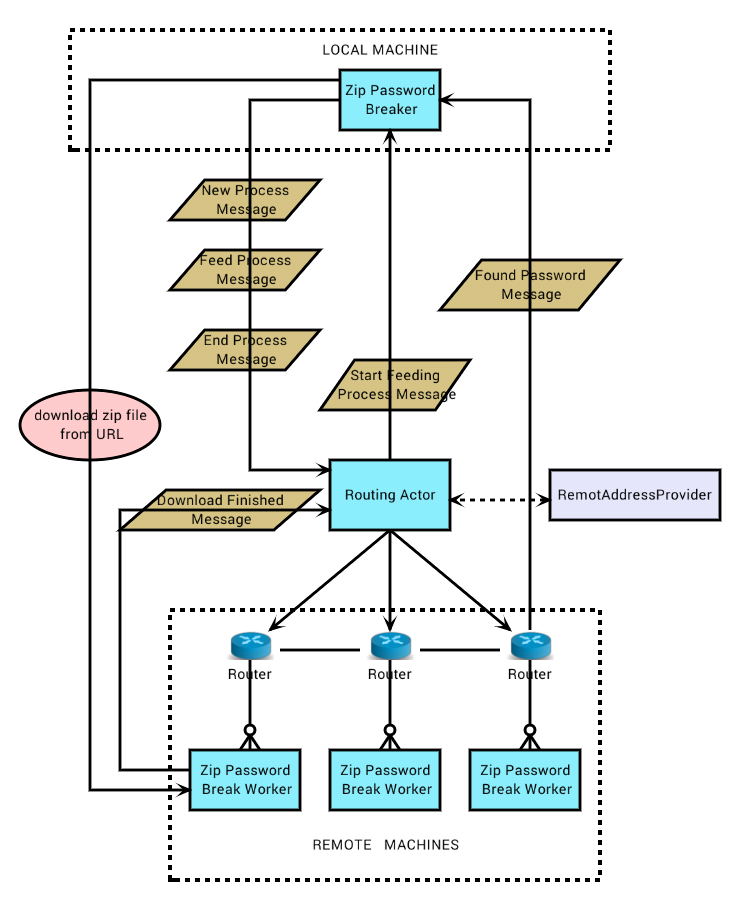 LOCAL MACHINE
Zip Password
Breaker
New Process
Message
Feed Process
Message
Found Password
Message
End Process
Message
Start Feeding
Process Message
download zip file
from URL
Routing Actor
RemotAddressProvider
Download Finished
Message
Router
Router
Router
Zip Password
Break Worker
Zip Password
Break Worker
Zip Password
Break Worker
REMOTE MACHINES